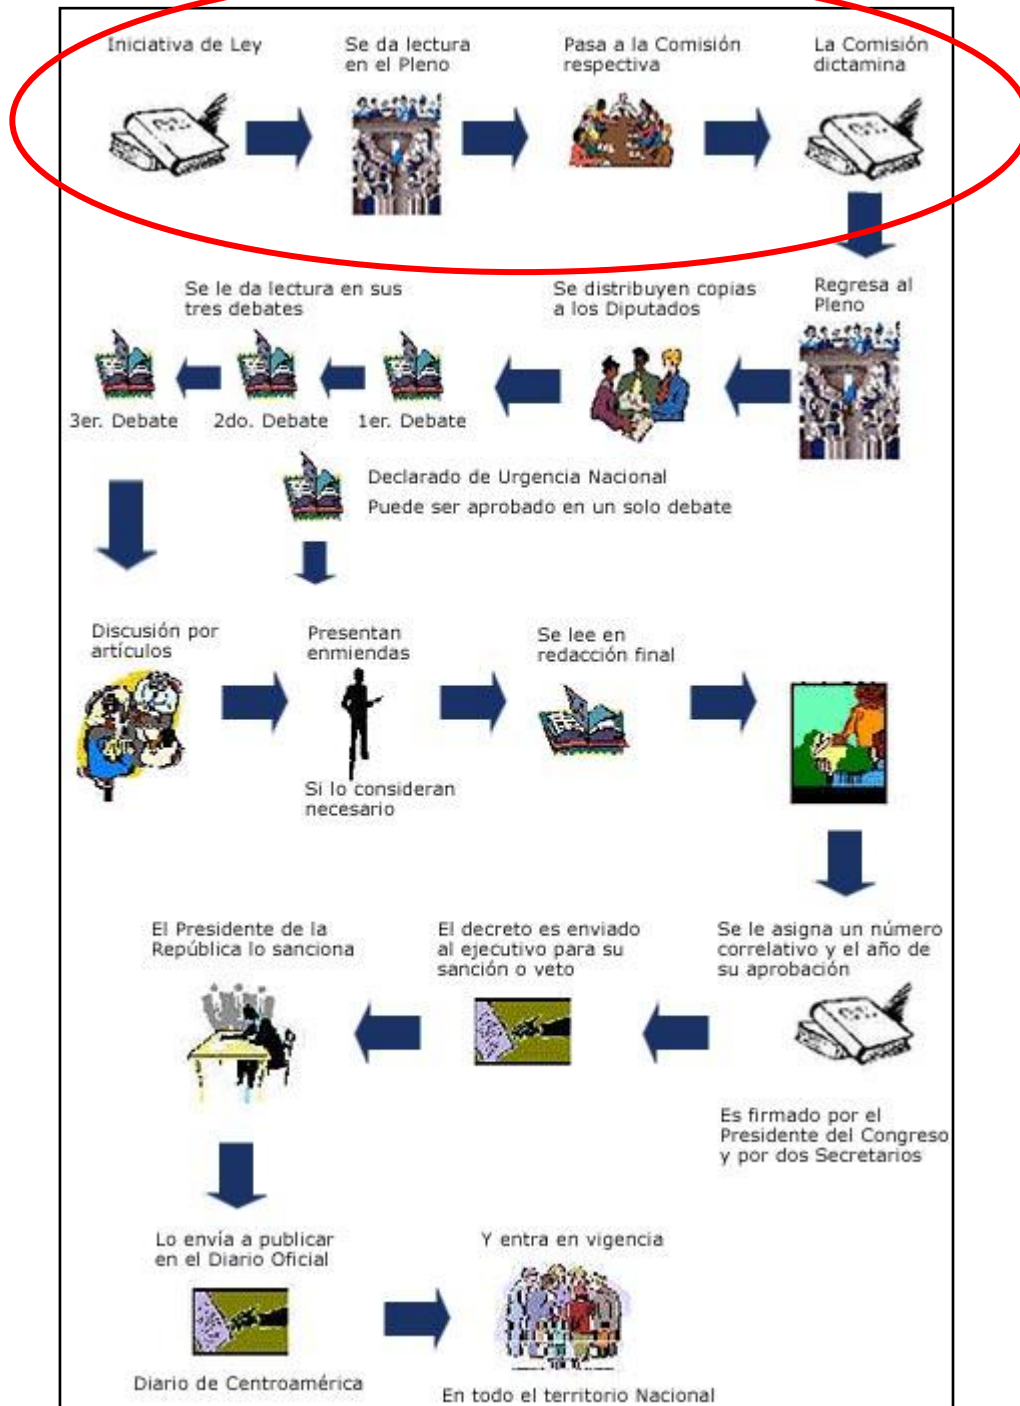 Iniciativa de Ley
Se da lectura
en el Pleno
Pasa a la Comisión
respectiva
La Comisión
dictamina
Regresa al
Pleno
Se distribuyen copias
a los Diputados
Se le da lectura en sus
tres debates
3er. Debate
2do. Debate
1er. Debate
Declarado de Urgencia Nacional
Puede ser aprobado en un solo debate
Discusión por
artículos
Presentan
enmiendas
Si lo consideran
necesario
Se lee en
redacción final
Se le asigna un número
correlativo y el año de
su aprobación
Es firmado por el
Presidente del Congreso
y por dos Secretarios
El decreto es enviado
al ejecutivo para su
sanción o veto
El Presidente de la
República lo sanciona
Lo envía a publicar
en el Diario Oficial
Diario de Centroamérica
Y entra en vigencia
En todo el territorio Nacional